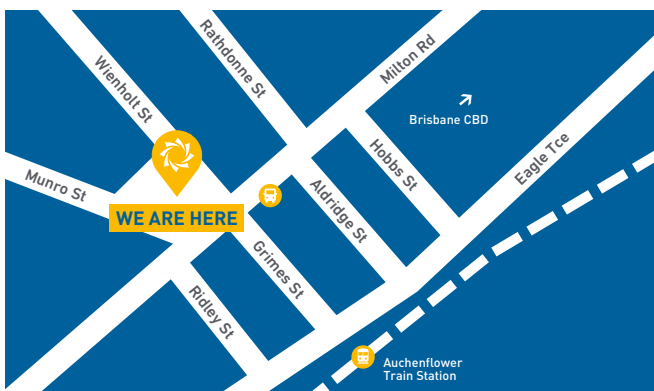 Rathdonne St
Milton Rd
Wienholt St
Brisbane CBD
Hobbs St
Eagle Tce
Munro St
Aldridge St
WE ARE HERE
Grimes St
Ridley St
Auchenflower
Train Station